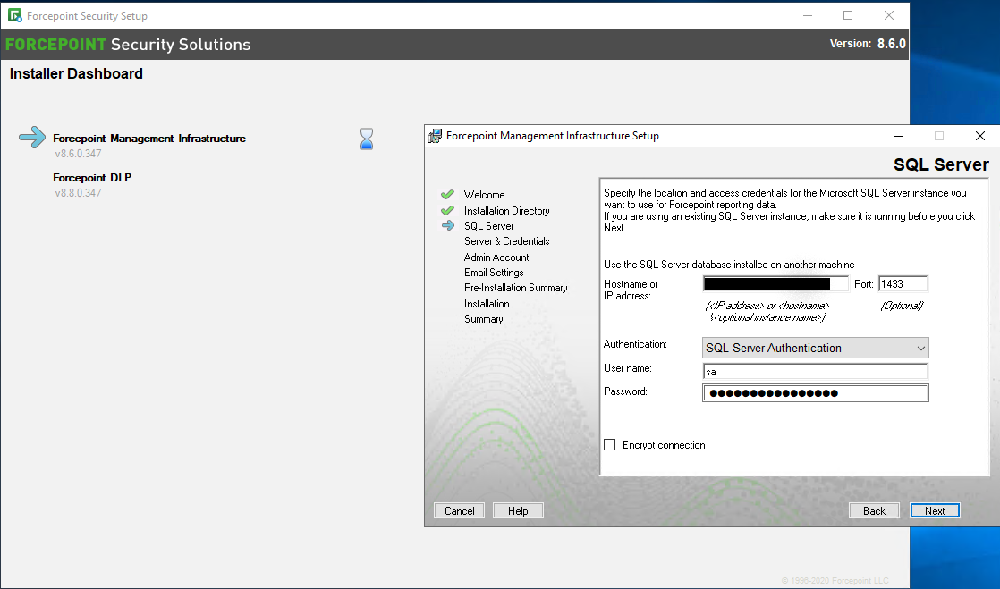 Forcepoint Security Setup
FORCEPOINT Security Solutions
Version: 8.6.0
Installer Dashboard
Forcepoint Management Infrastructure
v8.6.0.347
Forcepoint DLP
v8.8.0.347
Forcepoint Management Infrastructure Setup
SQL Server
Welcome
Installation Directory
SQL Server
Server & Credentials
Admin Account
Email Settings
Pre-Installation Summary
Installation
Summary
Specify the location and access credentials for the Microsoft SQL Server instance you
want to use for Forcepoint reporting data.
If you are using an existing SQL Server instance, make sure it is running before you click
Next.
Use the SQL Server database installed on another machine
Hostname or
IP address:
Port: 1433
(<IP address> or <hostname>
\<optional instance name>)
(Optional)
Authentication: SQL Server Authentication
User name: sa
Password:
Encrypt connection
Cancel Help Back Next
© 1996-2020 Forcepoint LLC